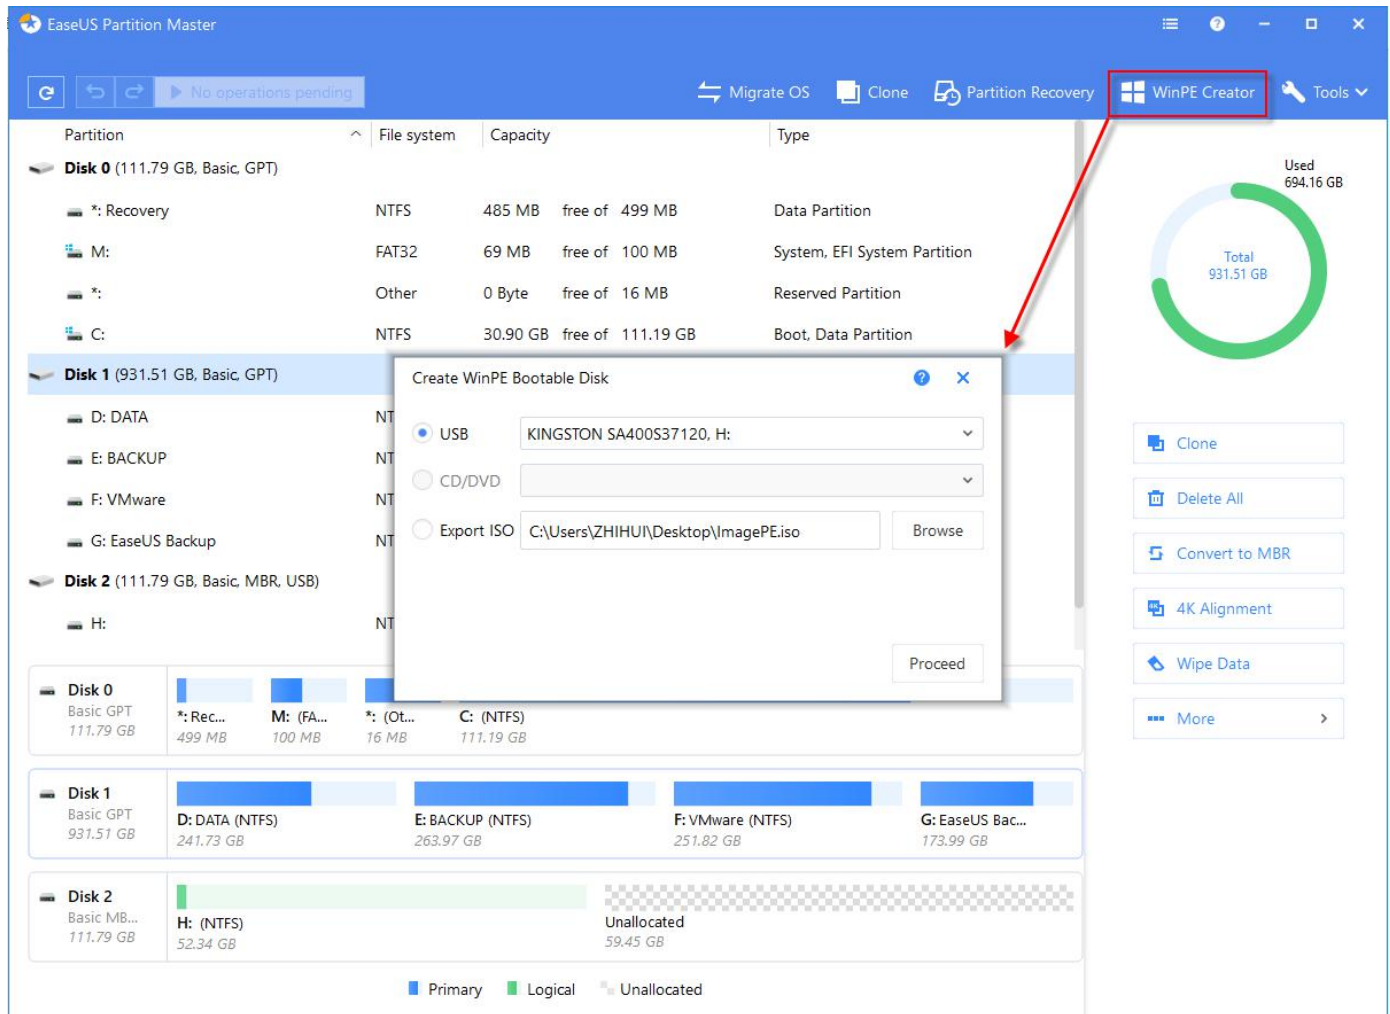 EaseUS Partition Master
No operations pending
Migrate OS Clone Partition Recovery WinPE Creator Tools
Partition File system Capacity Type
Disk 0 (111.79 GB, Basic, GPT)
*: Recovery NTFS 485 MB free of 499 MB Data Partition
M: FAT32 69 MB free of 100 MB System, EFI System Partition
*: Other 0 Byte free of 16 MB Reserved Partition
C: NTFS 30.90 GB free of 111.19 GB Boot, Data Partition
Disk 1 (931.51 GB, Basic, GPT)
D: DATA NT
E: BACKUP NT
F: VMware NT
G: EaseUS Backup NT
Disk 2 (111.79 GB, Basic, MBR, USB)
H: NT
Create WinPE Bootable Disk
USB KINGSTON SA400S37120, H:
CD/DVD
Export ISO C:\Users\ZHIHUI\Desktop\ImagePE.iso Browse
Proceed
Used
694.16 GB
Total
931.51 GB
Clone
Delete All
Convert to MBR
4K Alignment
Wipe Data
More
Disk 0
Basic GPT
111.79 GB
*: Rec... M: (FA... *: (Ot... C: (NTFS)
499 MB 100 MB 16 MB 111.19 GB
Disk 1
Basic GPT
931.51 GB
D: DATA (NTFS) E: BACKUP (NTFS) F: VMware (NTFS) G: EaseUS Bac...
241.73 GB 263.97 GB 251.82 GB 173.99 GB
Disk 2
Basic MB...
111.79 GB
H: (NTFS) Unallocated
52.34 GB 59.45 GB
Primary Logical Unallocated